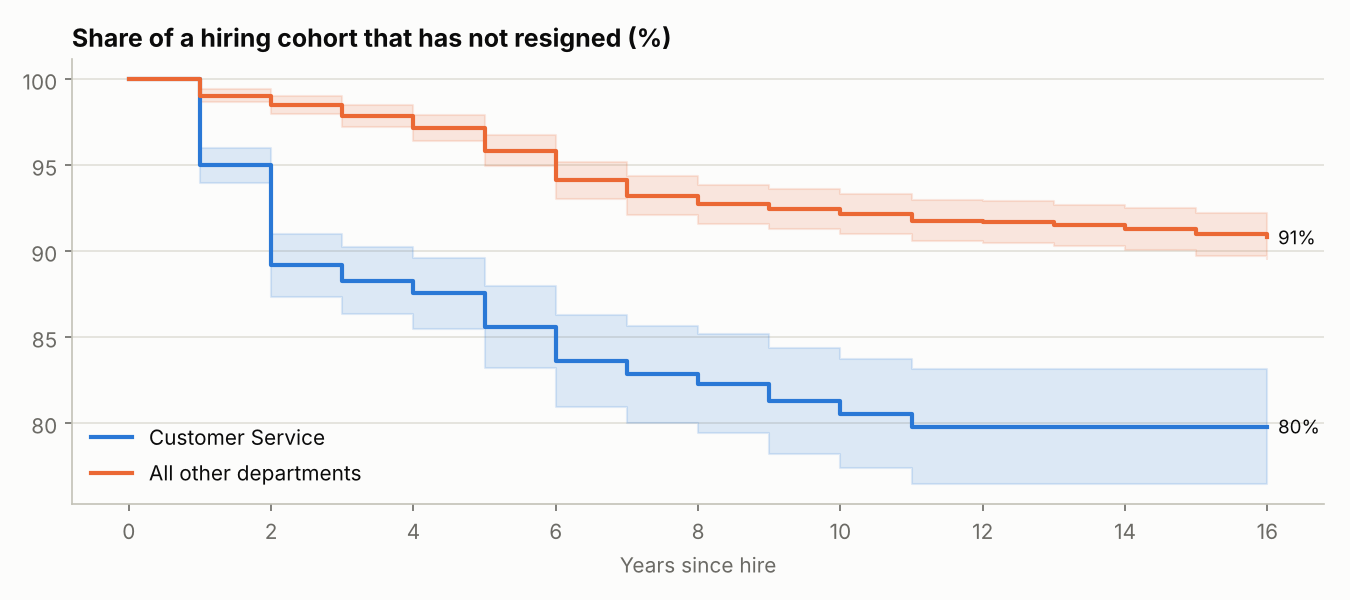 Share of a hiring cohort that has not resigned (%)
100
95
90
85
80
91%
80%
Customer Service
All other departments
0 2 4 6 8 10 12 14 16
Years since hire